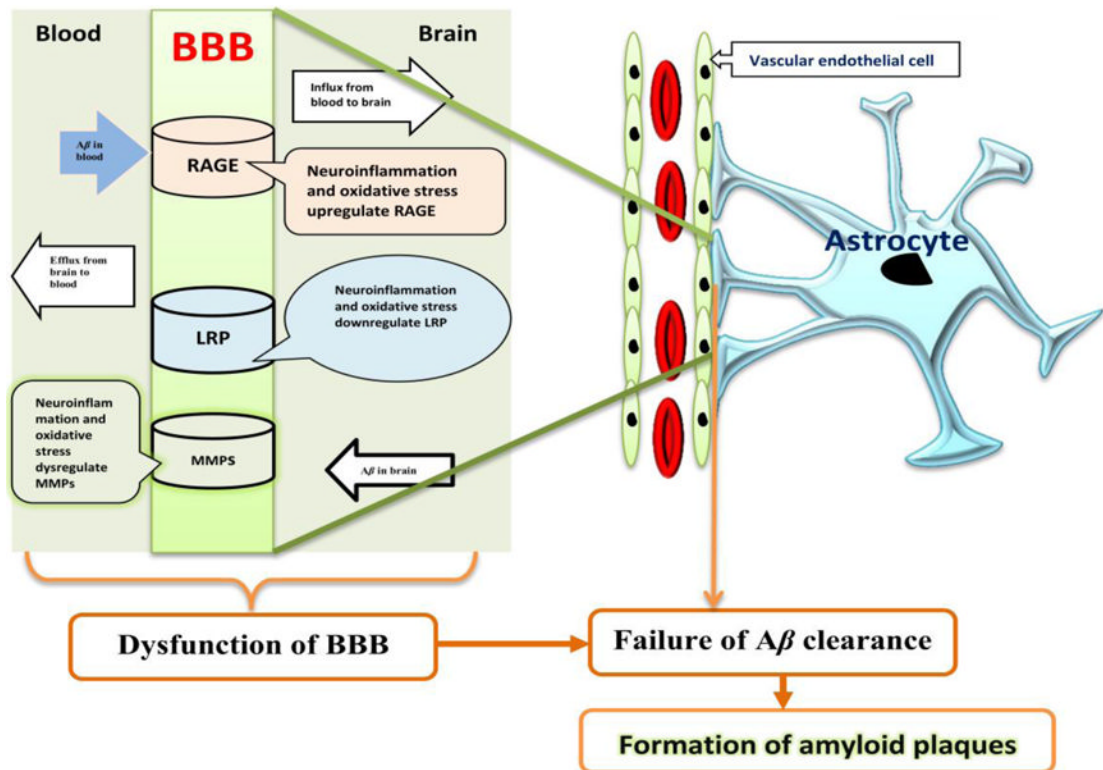 Blood
BBB
Brain
Influx from
blood to brain
Aβ in
blood
RAGE
Neuroinflammation
and oxidative stress
upregulate RAGE
Efflux from
brain to
blood
LRP
Neuroinflammation
and oxidative stress
downregulate LRP
Neuroinflam
mation and
oxidative
stress
dysregulate
MMPs
MMPS
Aβ in brain
Vascular endothelial cell
Astrocyte
Dysfunction of BBB
Failure of Aβ clearance
Formation of amyloid plaques